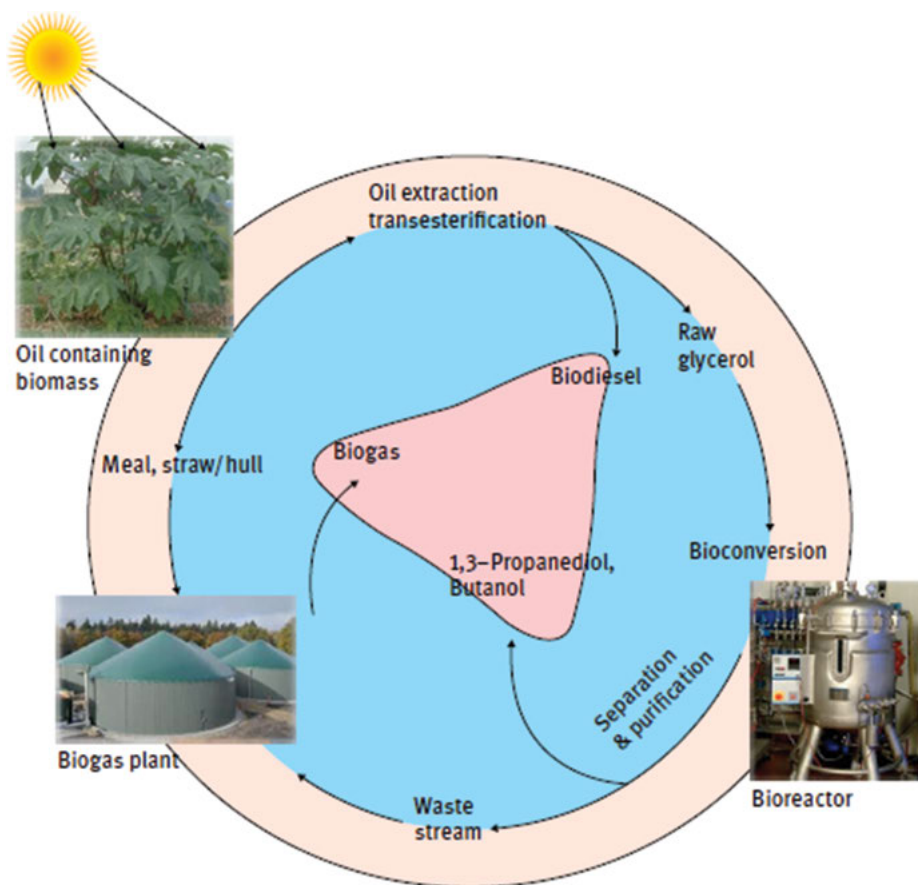 Oil extraction
transesterification
Oil containing
biomass
Raw
glycerol
Biodiesel
Meal, straw/hull
Biogas
1,3–Propanediol,
Butanol
Bioconversion
Separation
& purification
Biogas plant
Bioreactor
Waste
stream